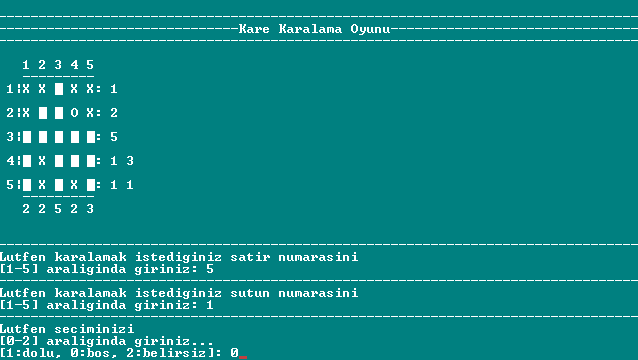 Kare Karalama Oyunu
1 2 3 4 5
1|X X █ X X: 1
2|X █ █ O X: 2
3|█ █ █ █ █: 5
4|█ X █ █ █: 1 3
5|█ X █ X █: 1 1
2 2 5 2 3
Lutfen karalamak istediginiz satir numarasini
[1-5] araliginda giriniz: 5
Lutfen karalamak istediginiz sutun numarasini
[1-5] araliginda giriniz: 1
Lutfen seciminizi
[0-2] araliginda giriniz...
[1:dolu, 0:bos, 2:belirsiz]: 0